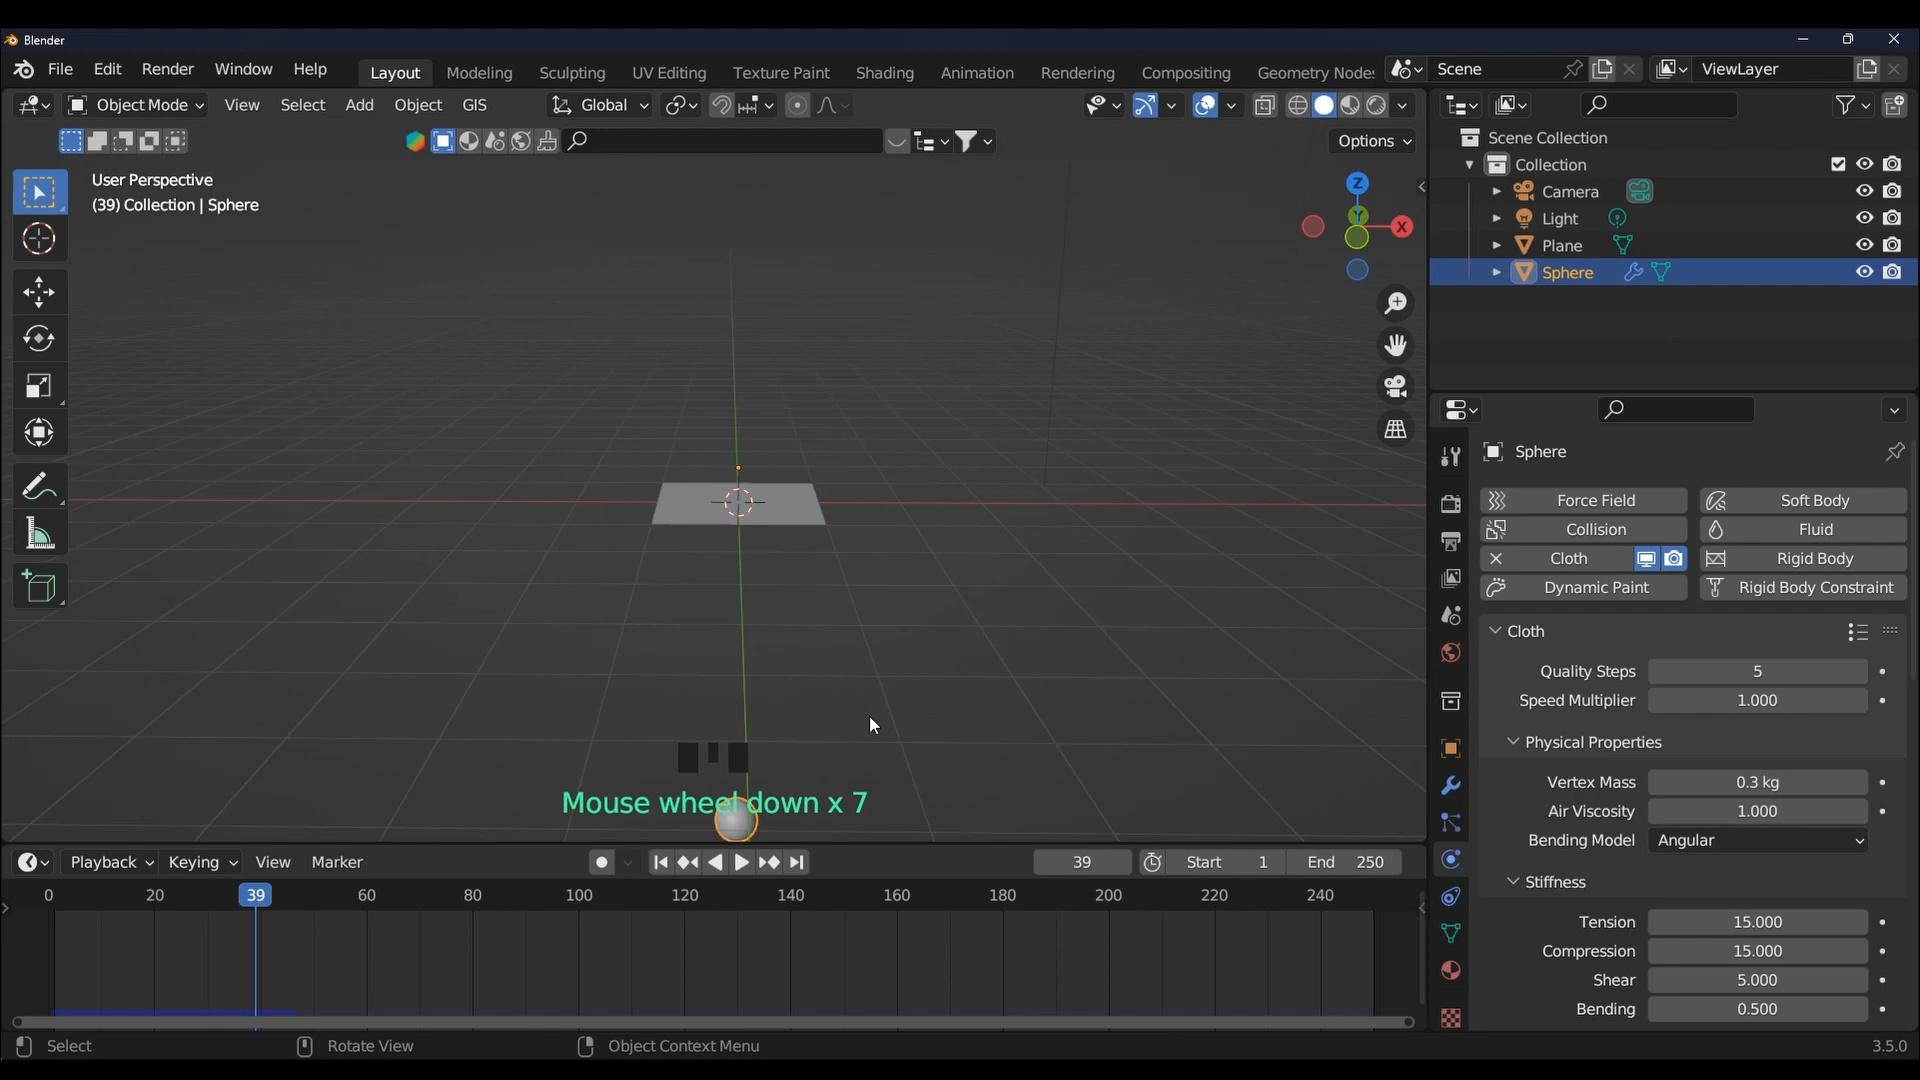 Blender
File Edit Render Window Help Layout Modeling Sculpting UV Editing Texture Paint Shading Animation Rendering Compositing Geometry Node Scene ViewLayer
Object Mode View Select Add Object GIS Global
Options
User Perspective
(39) Collection | Sphere
Z
Y
X
Scene Collection
Collection
Camera
Light
Plane
Sphere
Sphere
Force Field Soft Body
Collision Fluid
Cloth Rigid Body
Dynamic Paint Rigid Body Constraint
Cloth
Quality Steps 5
Speed Multiplier 1.000
Physical Properties
Vertex Mass 0.3 kg
Air Viscosity 1.000
Bending Model Angular
Stiffness
Tension 15.000
Compression 15.000
Shear 5.000
Bending 0.500
Mouse wheel down x 7
Playback Keying View Marker 39 Start 1 End 250
0 20 39 60 80 100 120 140 160 180 200 220 240
Select Rotate View Object Context Menu 3.5.0